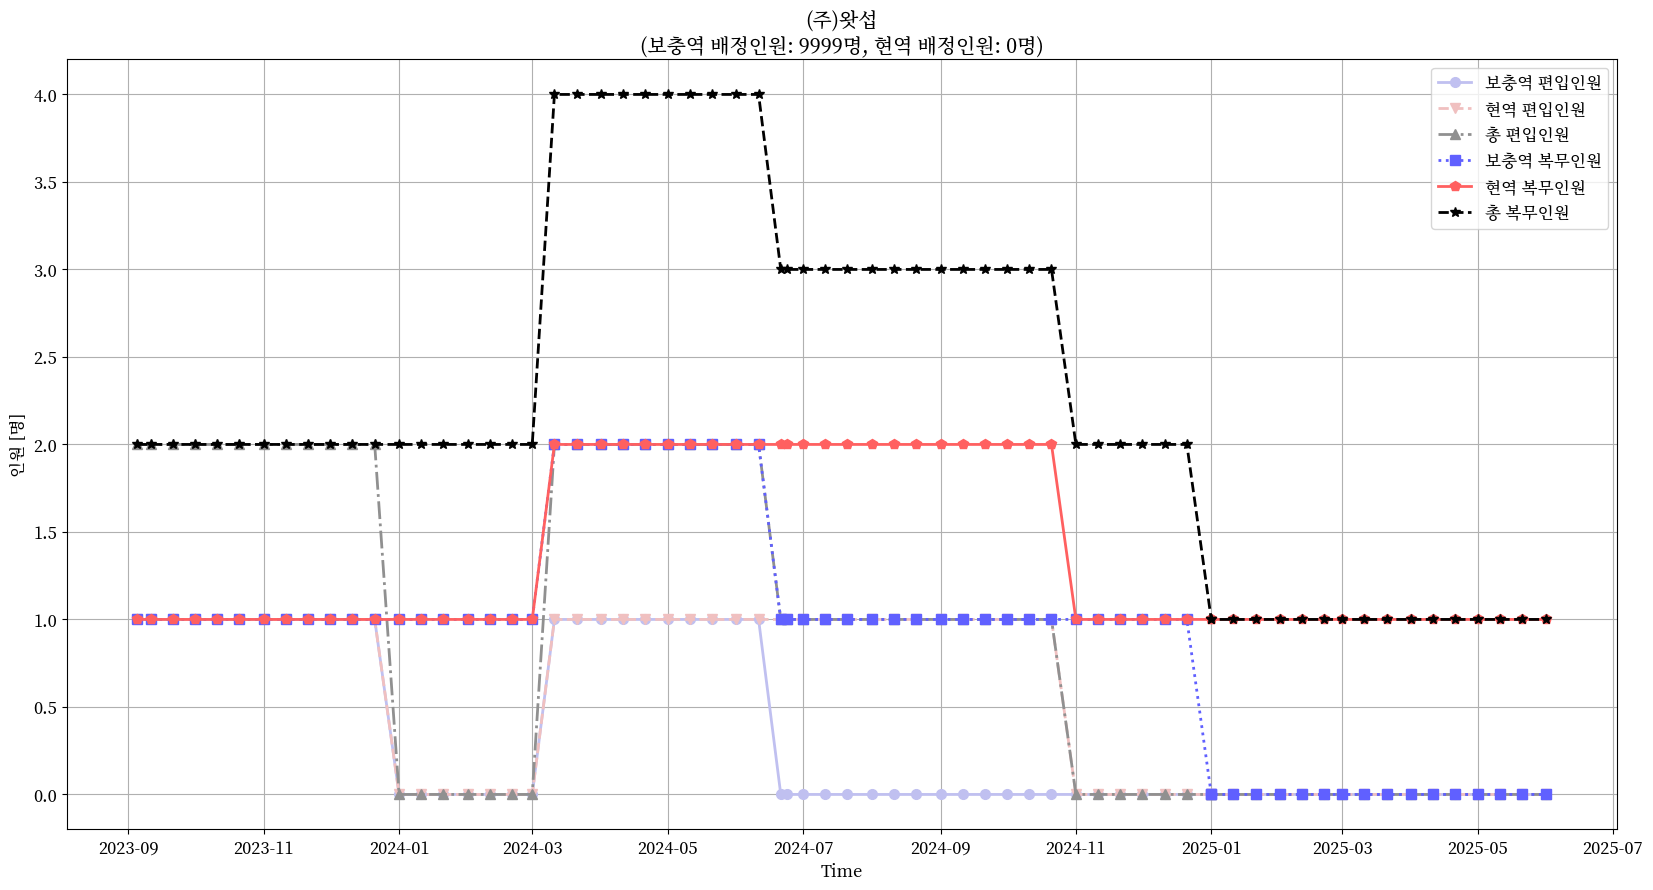 (주)왓섭
(보충역 배정인원: 9999명, 현역 배정인원: 0명)
보충역 편입인원
현역 편입인원
총 편입인원
보충역 복무인원
현역 복무인원
총 복무인원
4.0
3.5
3.0
2.5
2.0
1.5
1.0
0.5
0.0
인원 [명]
2023-09
2023-11
2024-01
2024-03
2024-05
2024-07
2024-09
2024-11
2025-01
2025-03
2025-05
2025-07
Time